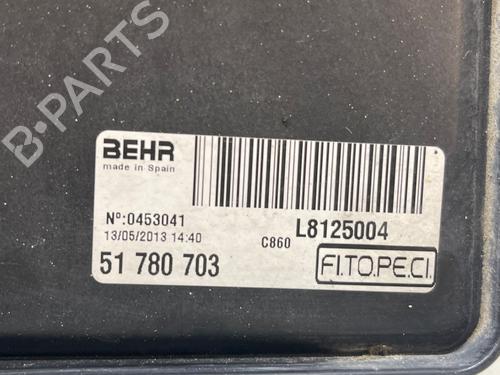 B-PARTS
BEHR
made in Spain
Nº:0453041
L8125004
13/05/2013 14:40
C860
51 780 703
FI.TO.PE.CI.